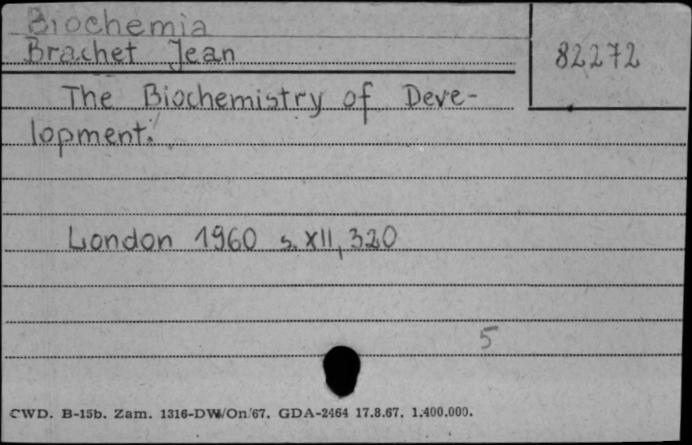 Biochemia
Brachet Jean
82272
The Biochemistry of Deve-
lopment.
London 1960 s. XII, 320
5
CWD. B-15b. Zam. 1316-DW/On/67. GDA-2464 17.8.67. 1.400.000.